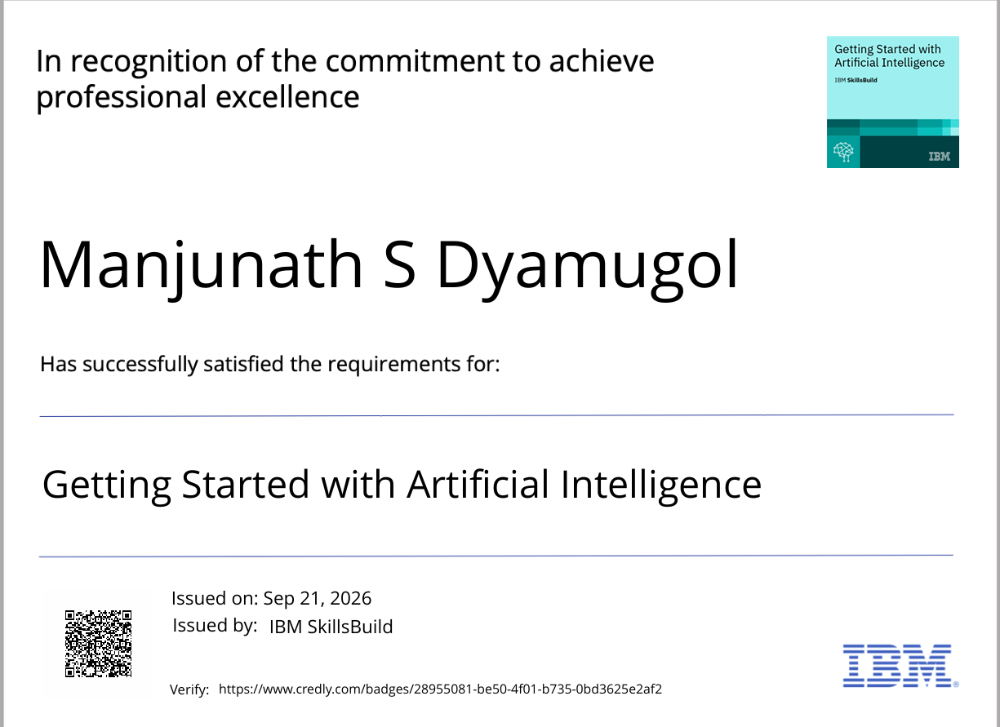 In recognition of the commitment to achieve
professional excellence
Getting Started with
Artificial Intelligence
IBM SkillsBuild
IBM
Manjunath S Dyamugol
Has successfully satisfied the requirements for:
Getting Started with Artificial Intelligence
Issued on: Sep 21, 2026
Issued by: IBM SkillsBuild
Verify: https://www.credly.com/badges/28955081-be50-4f01-b735-0bd3625e2af2
IBM®